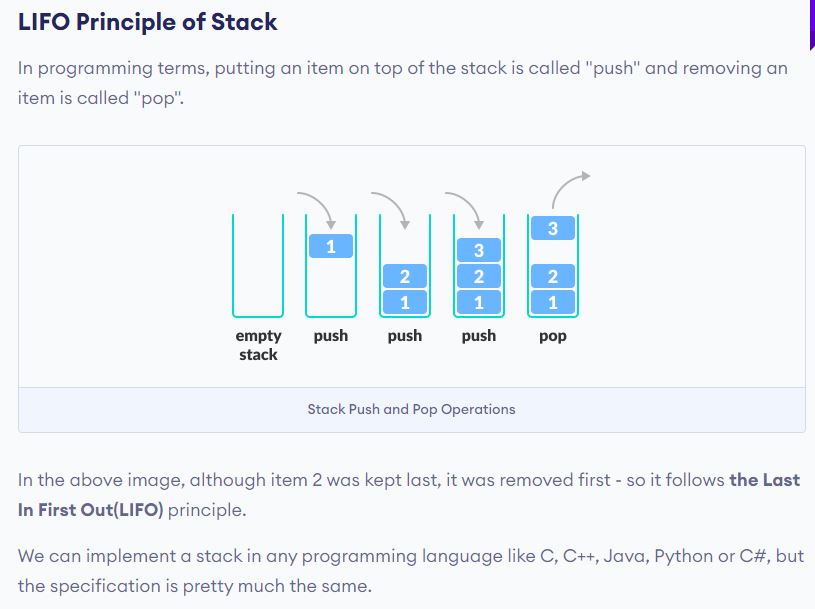 LIFO Principle of Stack
In programming terms, putting an item on top of the stack is called "push" and removing an
item is called "pop".
1
2
1
3
2
1
3
2
1
empty
stack
push
push
push
pop
Stack Push and Pop Operations
In the above image, although item 2 was kept last, it was removed first - so it follows the Last
In First Out(LIFO) principle.
We can implement a stack in any programming language like C, C++, Java, Python or C#, but
the specification is pretty much the same.